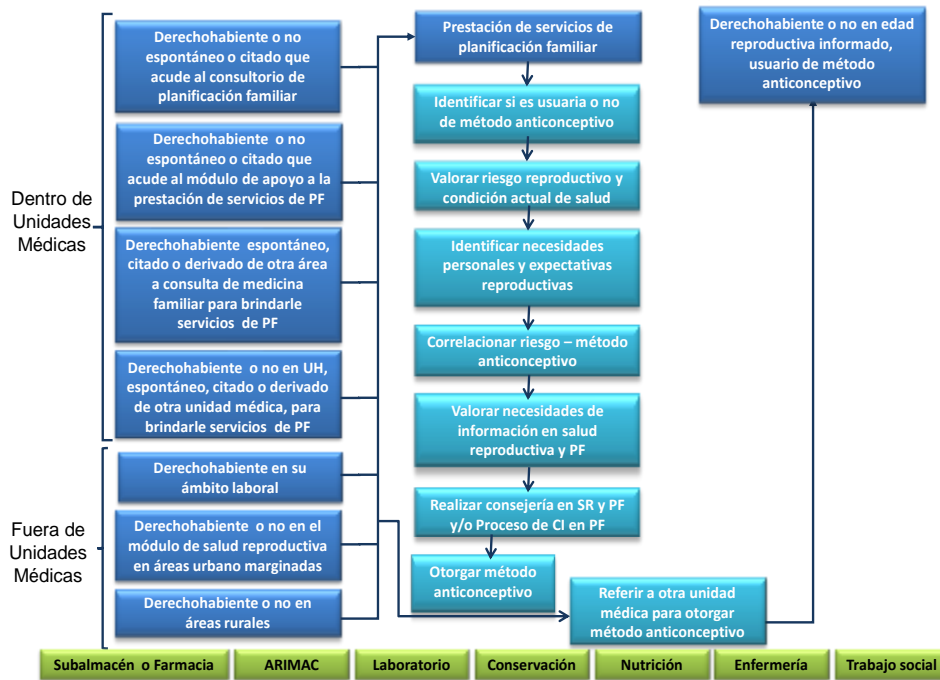 Dentro de
Unidades
Médicas
Derechohabiente o no
espontáneo o citado que
acude al consultorio de
planificación familiar
Derechohabiente o no
espontáneo o citado que
acude al módulo de apoyo a la
prestación de servicios de PF
Derechohabiente espontáneo,
citado o derivado de otra área
a consulta de medicina
familiar para brindarle
servicios de PF
Derechohabiente o no en UH,
espontáneo, citado o derivado
de otra unidad médica, para
brindarle servicios de PF
Fuera de
Unidades
Médicas
Derechohabiente en su
ámbito laboral
Derechohabiente o no en el
módulo de salud reproductiva
en áreas urbano marginadas
Derechohabiente o no en
áreas rurales
Prestación de servicios de
planificación familiar
Identificar si es usuaria o no
de método anticonceptivo
Valorar riesgo reproductivo y
condición actual de salud
Identificar necesidades
personales y expectativas
reproductivas
Correlacionar riesgo – método
anticonceptivo
Valorar necesidades de
información en salud
reproductiva y PF
Realizar consejería en SR y PF
y/o Proceso de CI en PF
Otorgar método
anticonceptivo
Referir a otra unidad
médica para otorgar
método anticonceptivo
Derechohabiente o no en edad
reproductiva informado,
usuario de método
anticonceptivo
Subalmacén o Farmacia
ARIMAC
Laboratorio
Conservación
Nutrición
Enfermería
Trabajo social